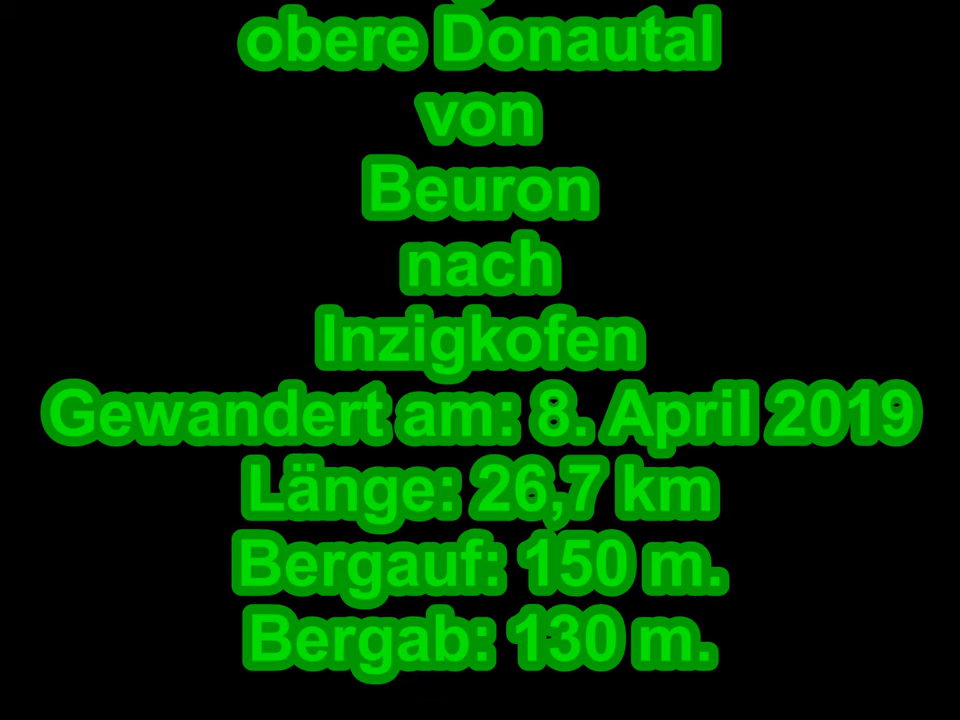 obere Donautal
von
Beuron
nach
Inzigkofen
Gewandert am: 8. April 2019
Länge: 26,7 km
Bergauf: 150 m.
Bergab: 130 m.